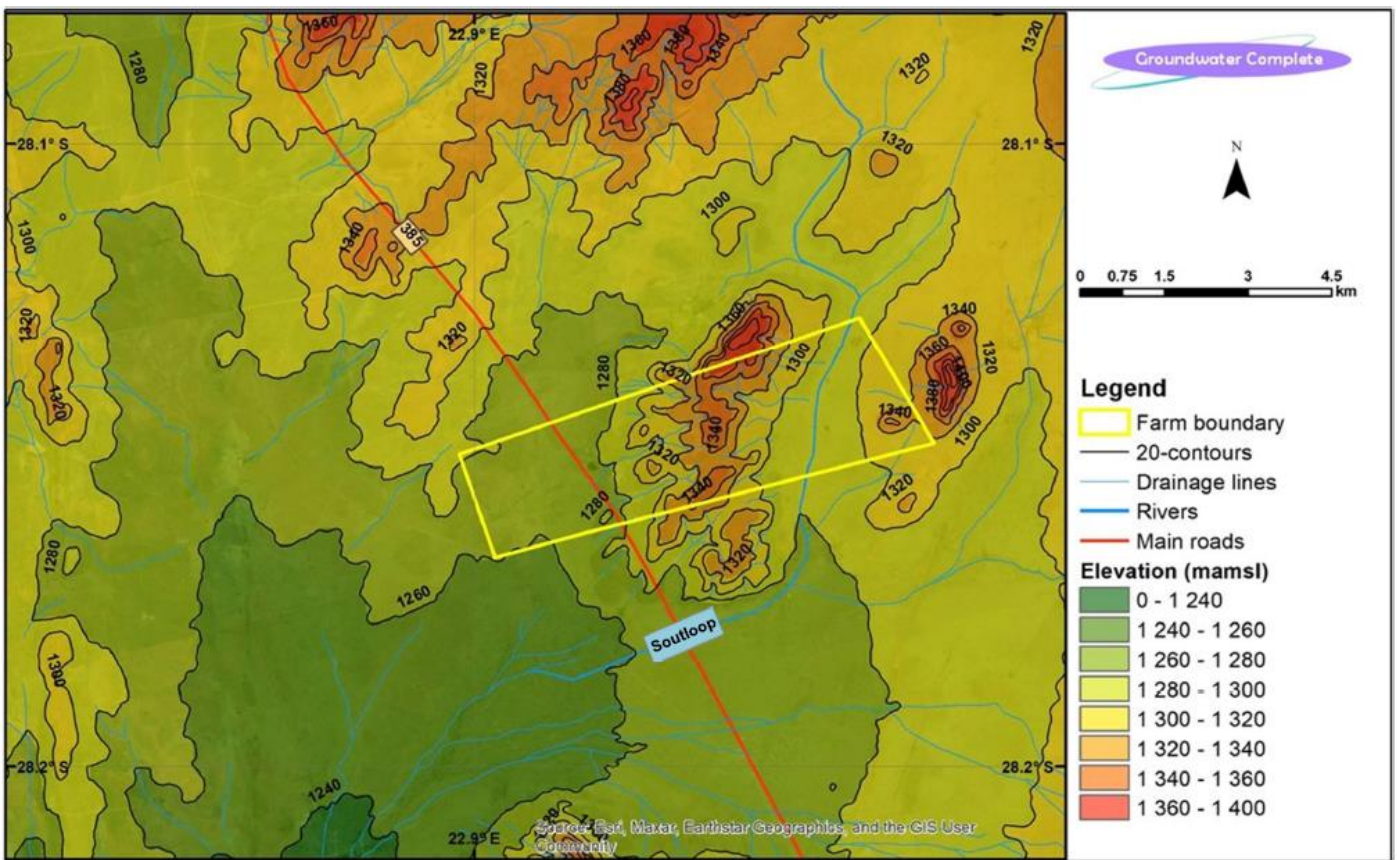 1360
22.9° E
1320
1360
1380
1340
1320
1320
1280
1380
28.1° S
28.1° S
1320
1300
1300
385
1340
1360
1340
1320
1320
1300
1360
1320
1280
1320
1380
1400
1320
1340
1340
1300
1320
1340
1320
1280
1320
1280
1260
Soutloop
1300
28.2° S
28.2° S
1240
22.9° E
Source: Esri, Maxar, Earthstar Geographics, and the GIS User
Community
Groundwater Complete
N
0 0.75 1.5 3 4.5
km
Legend
Farm boundary
20-contours
Drainage lines
Rivers
Main roads
Elevation (mamsl)
0 - 1 240
1 240 - 1 260
1 260 - 1 280
1 280 - 1 300
1 300 - 1 320
1 320 - 1 340
1 340 - 1 360
1 360 - 1 400